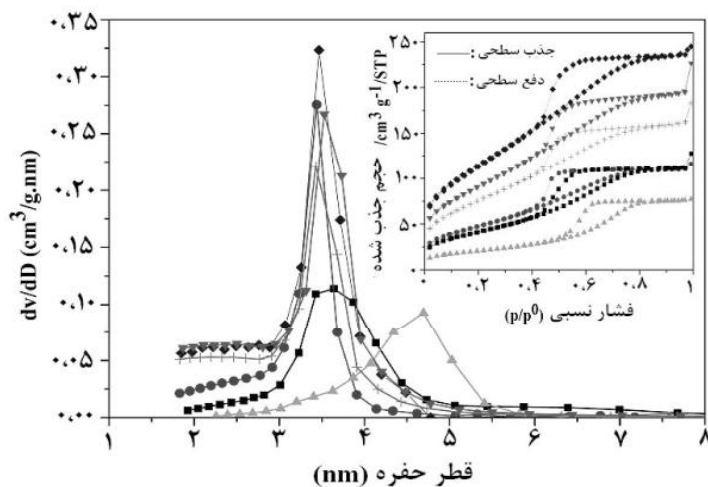 dv/dD (cm³/g.nm)
۰٫۳۵
۰٫۳۰
۰٫۲۵
۰٫۲۰
۰٫۱۵
۰٫۱۰
۰٫۰۵
۰٫۰۰
۱ ۲ ۳ ۴ ۵ ۶ ۷ ۸
قطر حفره (nm)
حجم جذب شده /cm³ g⁻¹/STP
۲۵۰
۲۰۰
۱۵۰
۱۰۰
۵۰
۰
جذب سطحی:
دفع سطحی:
۰ ۰٫۲ ۰٫۴ ۰٫۶ ۰٫۸ ۱
فشار نسبی (p/p⁰)